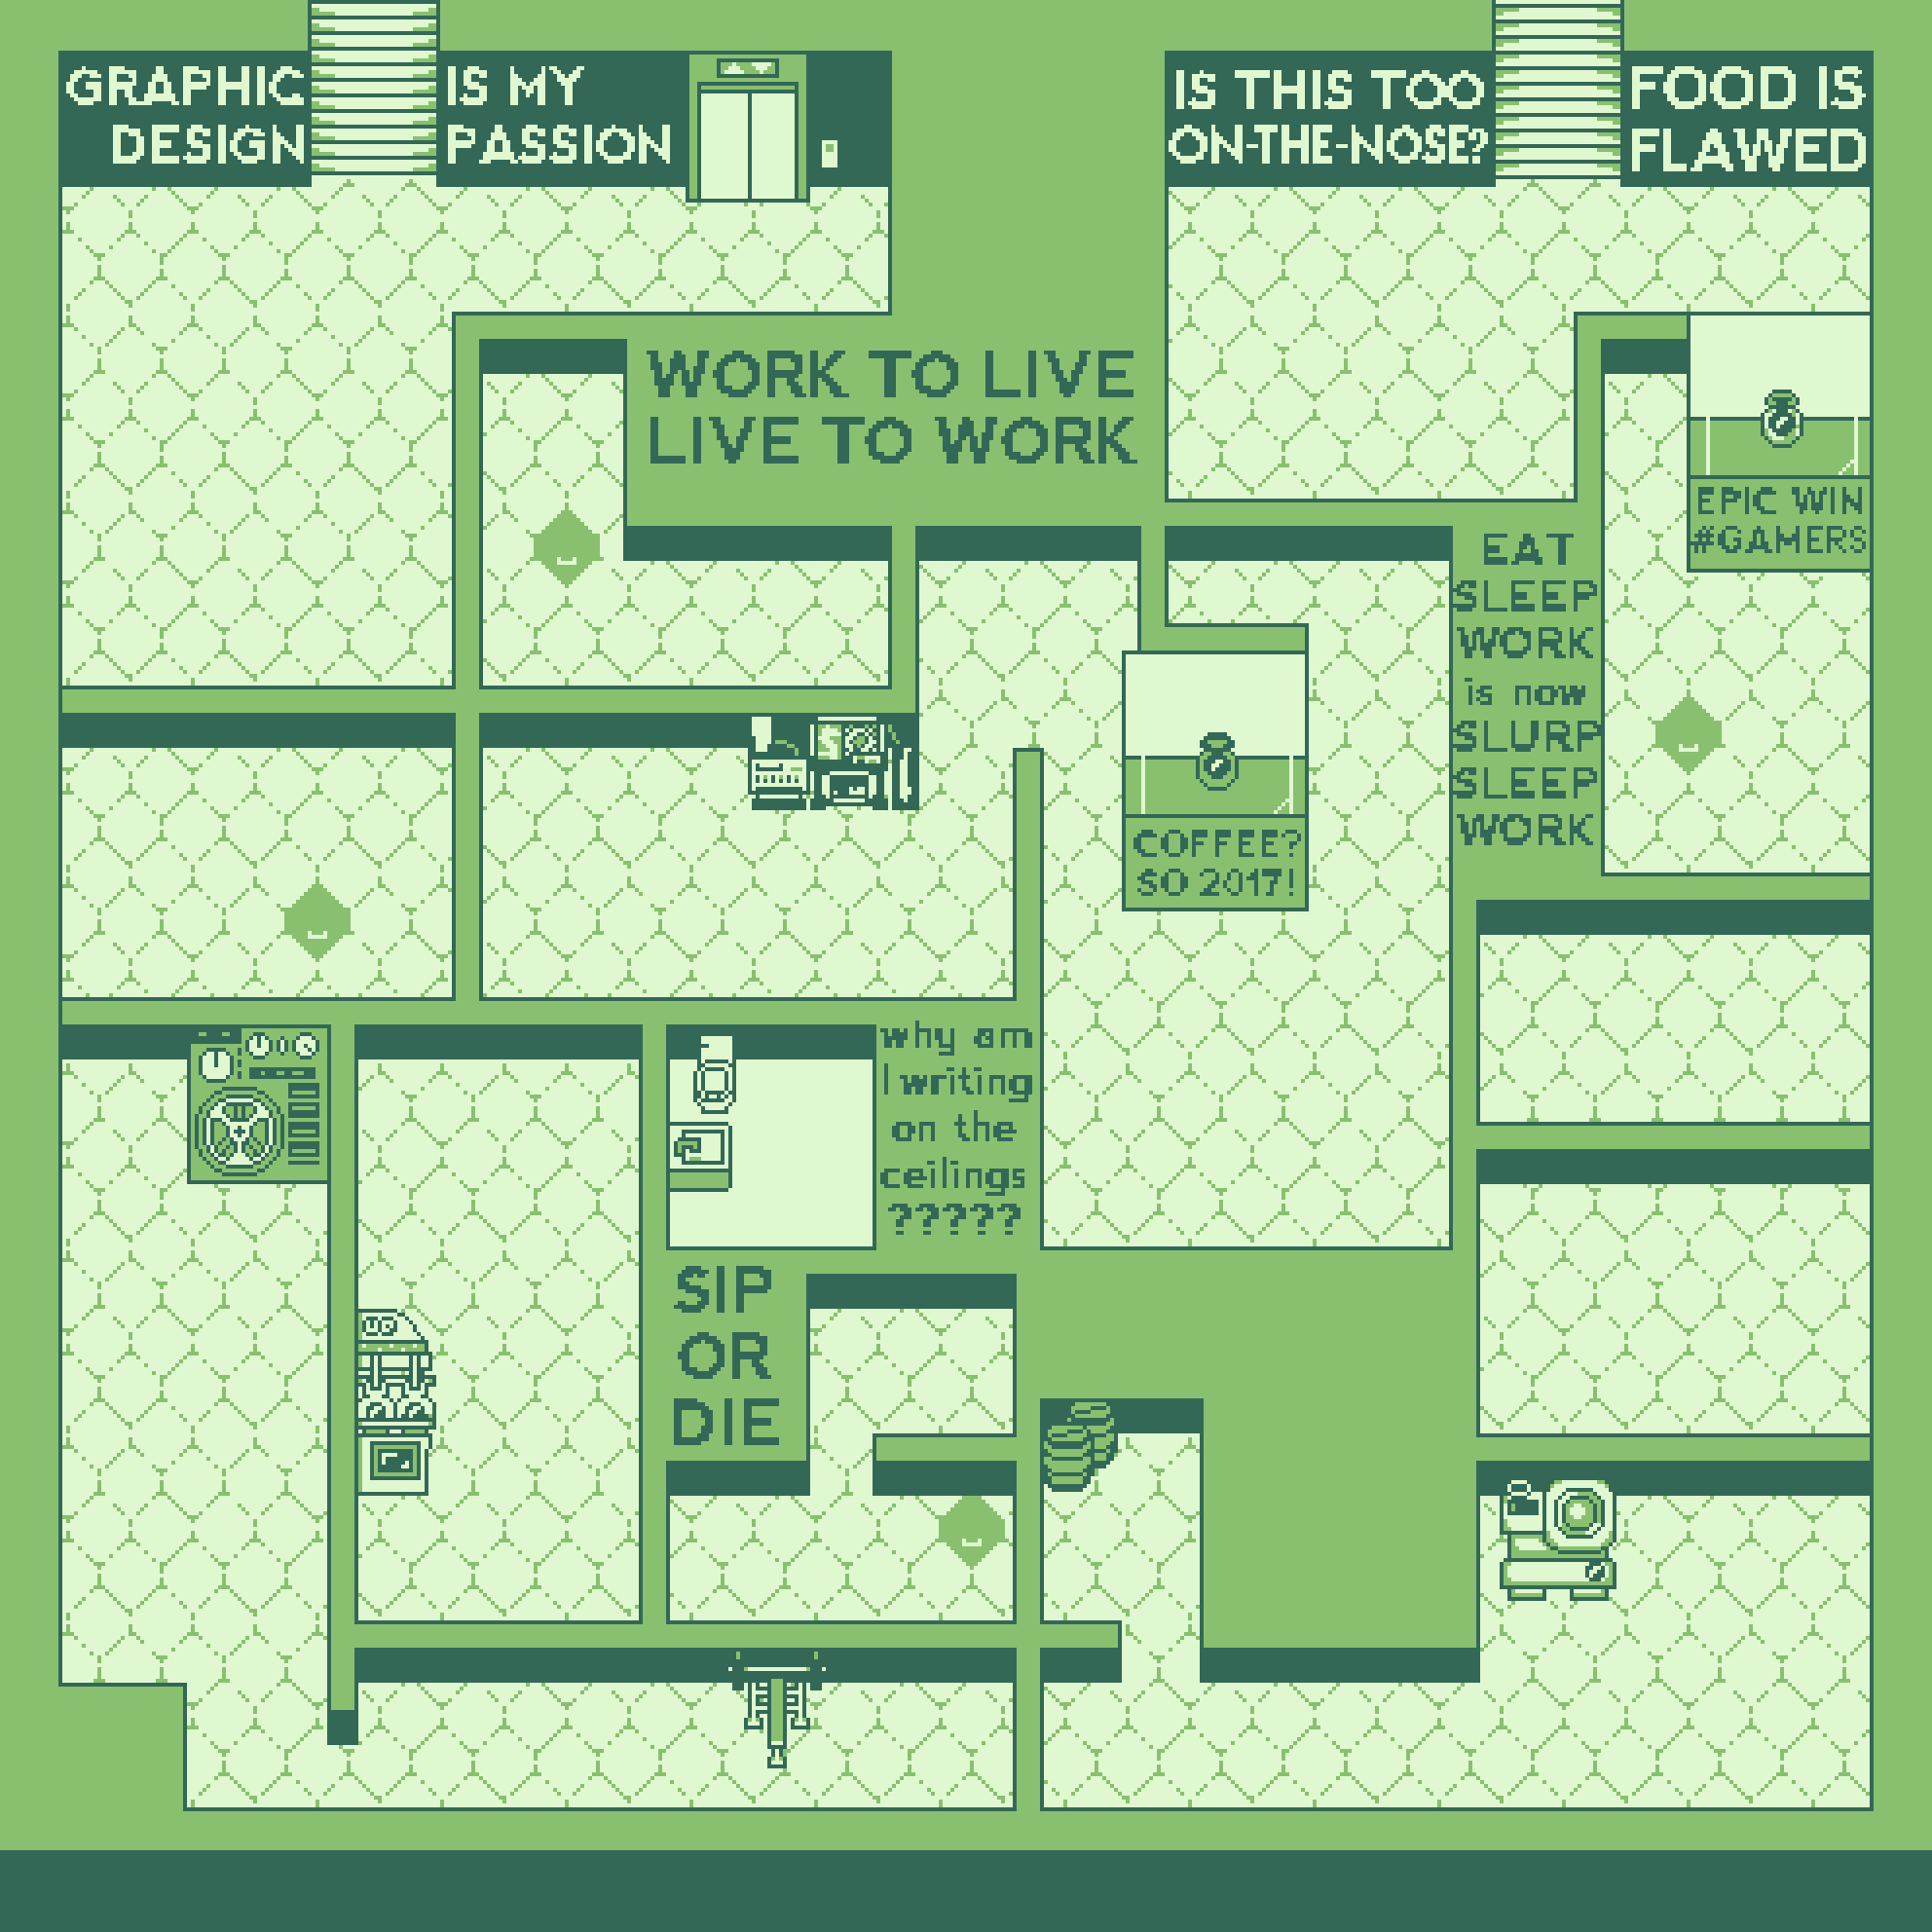 GRAPHIC
DESIGN
IS MY
PASSION
IS THIS TOO
ON-THE-NOSE?
FOOD IS
FLAWED
WORK TO LIVE
LIVE TO WORK
EPIC WIN
#GAMERS
EAT
SLEEP
WORK
is now
SLURP
SLEEP
WORK
COFFEE?
SO 2017!
why am
I writing
on the
ceilings
?????
SIP
OR
DIE